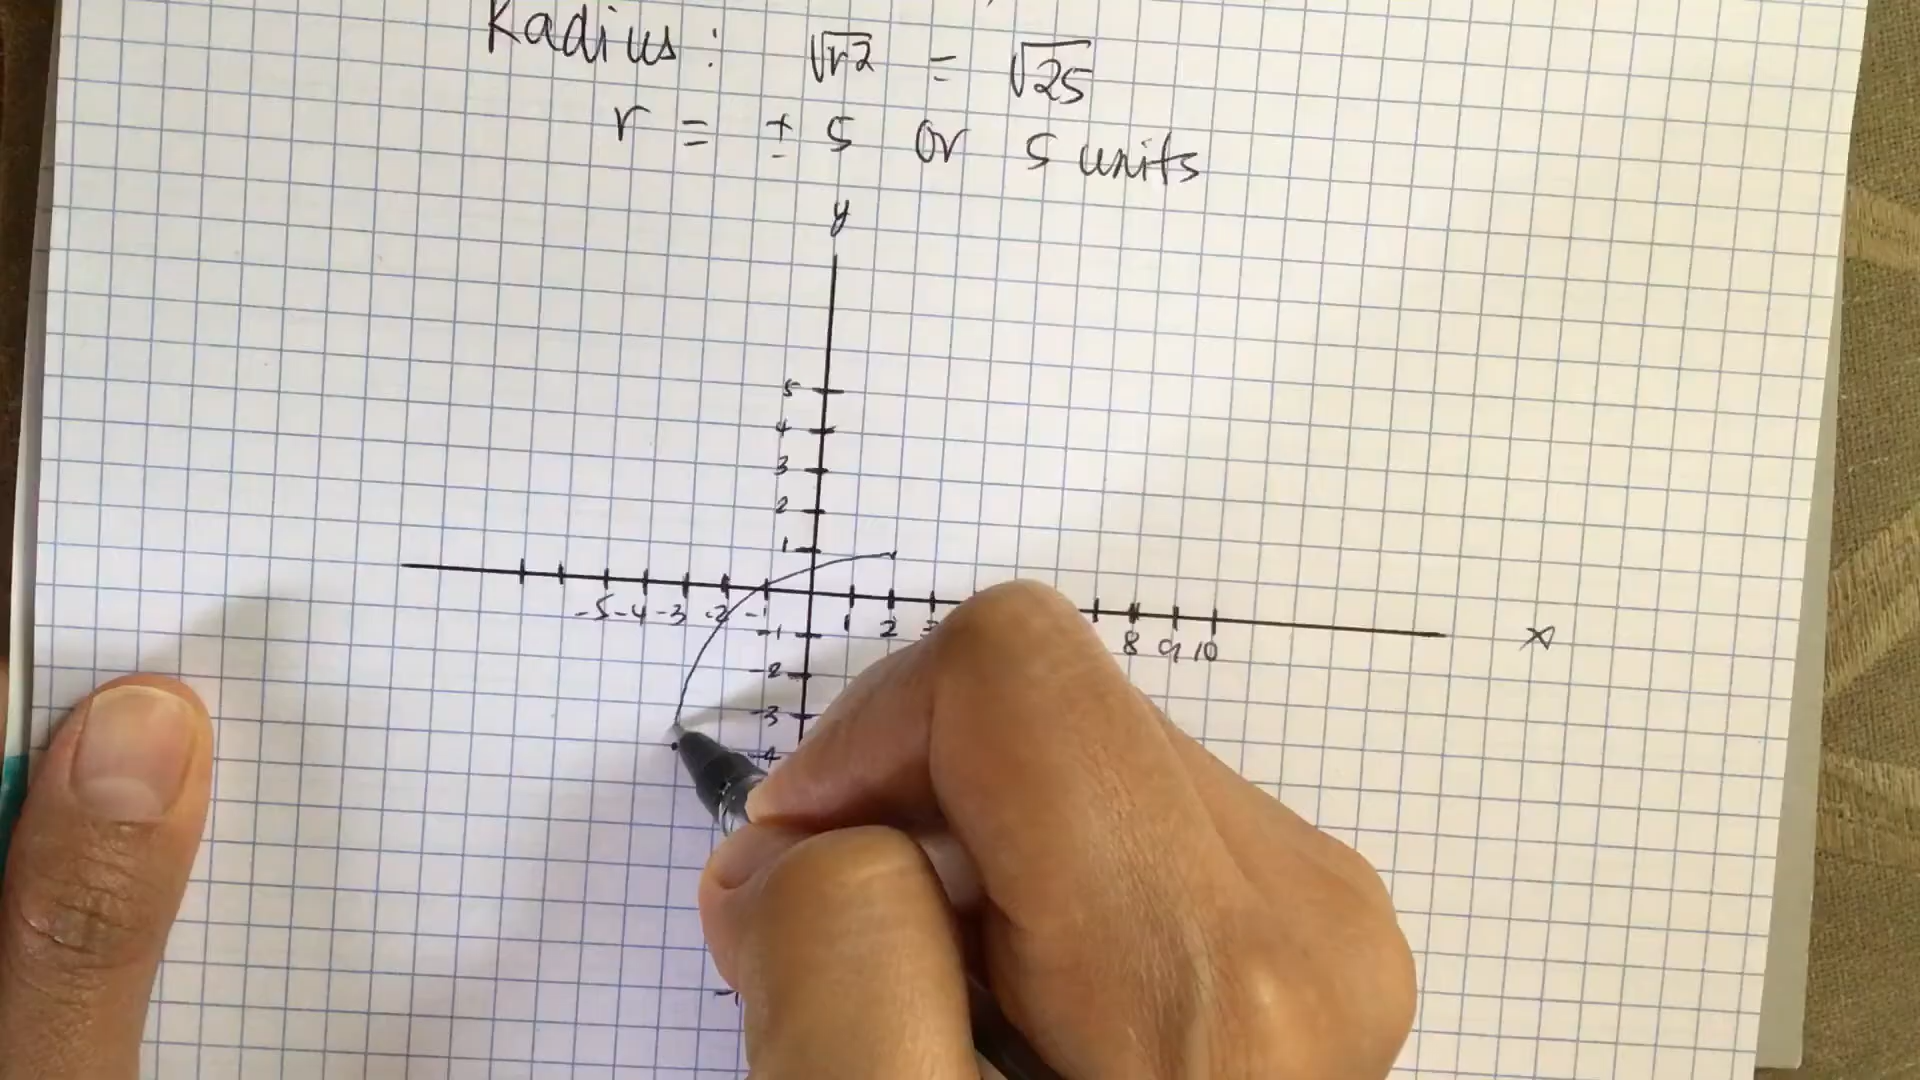 Radius: √r2 = √25
r = ± 5 or 5 units
y
5
4
3
2
1
-5 -4 -3 -2 -1 1 2 3 8 9 10 x
-1
-2
-3
-4